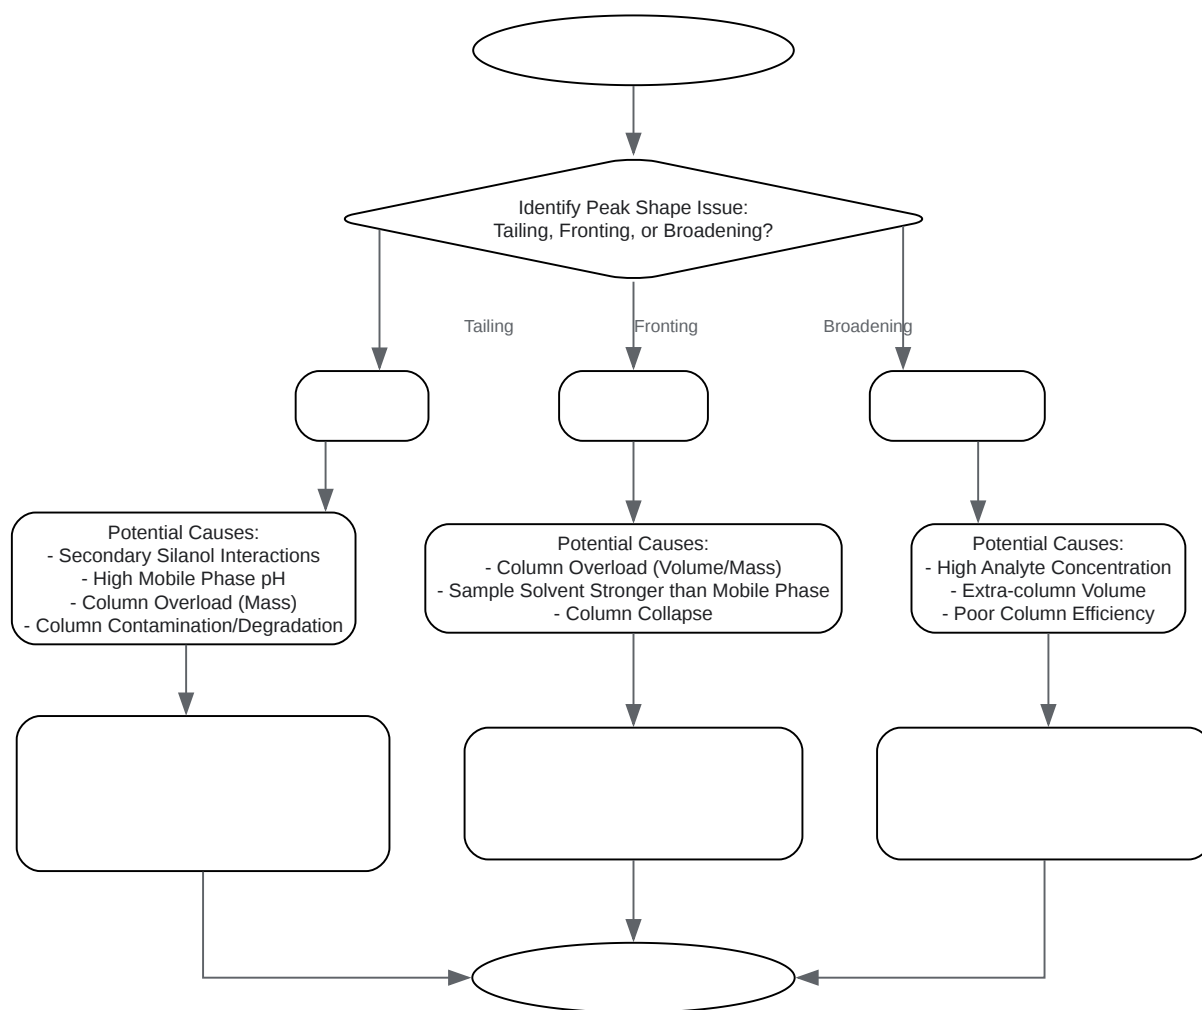 Identify Peak Shape Issue:
Tailing, Fronting, or Broadening?
Tailing
Fronting
Broadening
Potential Causes:
- Secondary Silanol Interactions
- High Mobile Phase pH
- Column Overload (Mass)
- Column Contamination/Degradation
Potential Causes:
- Column Overload (Volume/Mass)
- Sample Solvent Stronger than Mobile Phase
- Column Collapse
Potential Causes:
- High Analyte Concentration
- Extra-column Volume
- Poor Column Efficiency